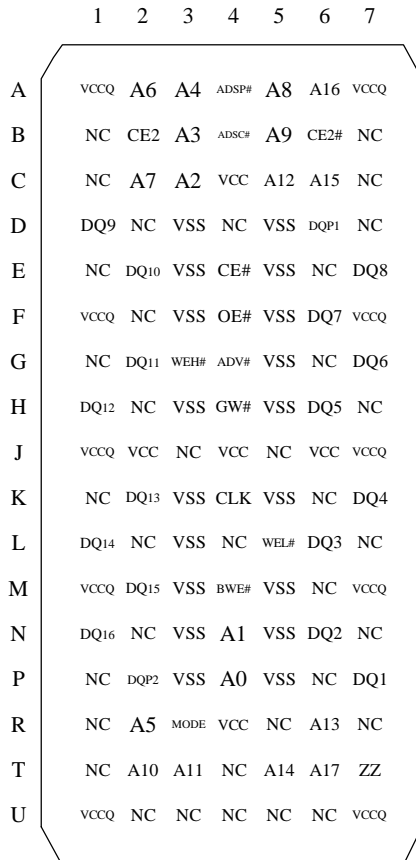 1 2 3 4 5 6 7
A VCCQ A6 A4 ADSP# A8 A16 VCCQ
B NC CE2 A3 ADSC# A9 CE2# NC
C NC A7 A2 VCC A12 A15 NC
D DQ9 NC VSS NC VSS DQP1 NC
E NC DQ10 VSS CE# VSS NC DQ8
F VCCQ NC VSS OE# VSS DQ7 VCCQ
G NC DQ11 WEH# ADV# VSS NC DQ6
H DQ12 NC VSS GW# VSS DQ5 NC
J VCCQ VCC NC VCC NC VCC VCCQ
K NC DQ13 VSS CLK VSS NC DQ4
L DQ14 NC VSS NC WEL# DQ3 NC
M VCCQ DQ15 VSS BWE# VSS NC VCCQ
N DQ16 NC VSS A1 VSS DQ2 NC
P NC DQP2 VSS A0 VSS NC DQ1
R NC A5 MODE VCC NC A13 NC
T NC A10 A11 NC A14 A17 ZZ
U VCCQ NC NC NC NC NC VCCQ